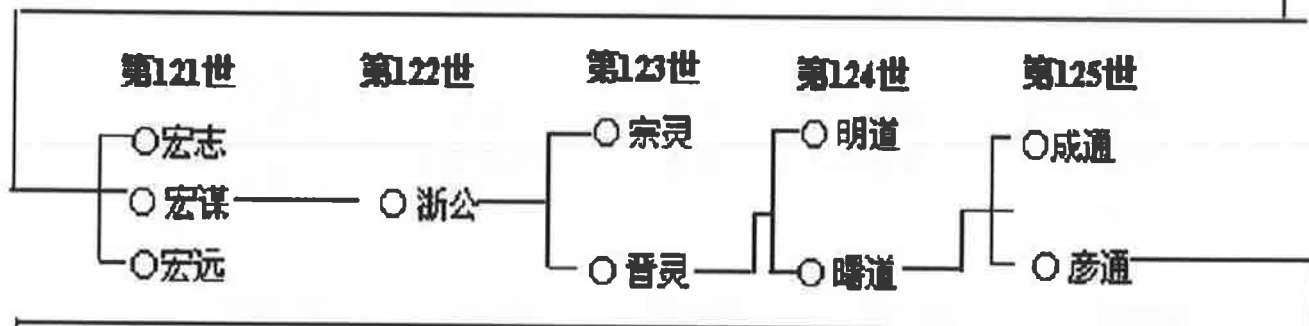 第121世 第122世 第123世 第124世 第125世
○宏志 ○宗灵 ○明道 ○成通
○宏谋 ○浙公
○宏远 ○晋灵 ○曙道 ○彦通